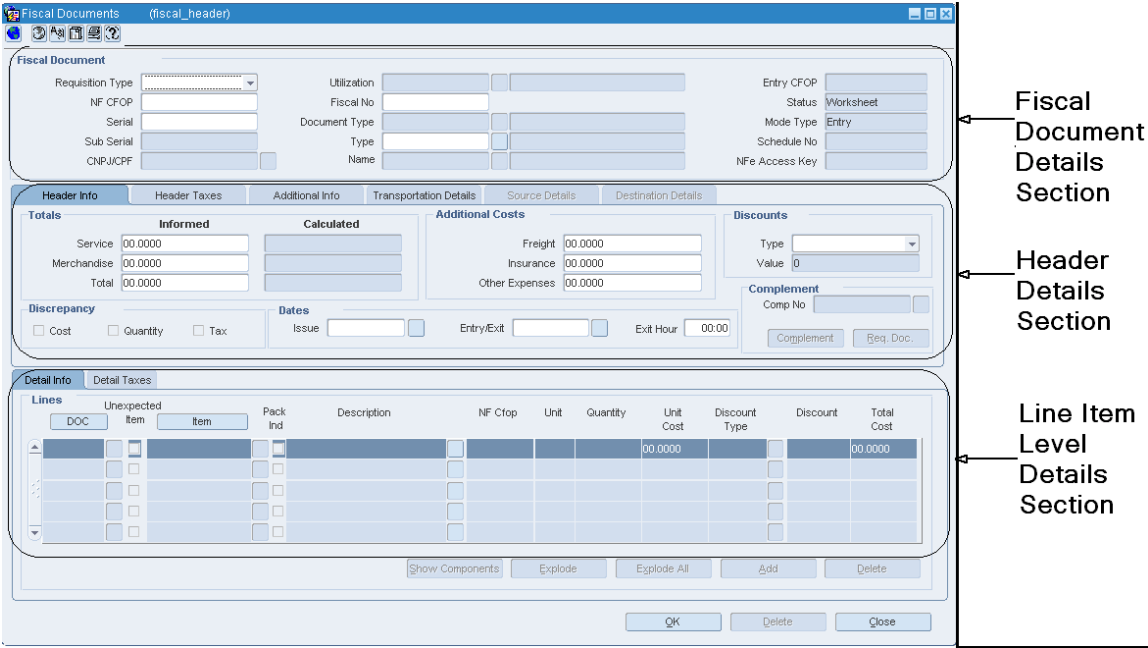 Fiscal Documents (fiscal_header)
Fiscal Document
Requisition Type Utilization Entry CFOP
NF CFOP Fiscal No Status Worksheet
Serial Document Type Mode Type Entry
Sub Serial Type Schedule No
CNPJ/CPF Name NFe Access Key
Fiscal
Document
Details
Section
Header Info Header Taxes Additional Info Transportation Details Source Details Destination Details
Totals Additional Costs Discounts
Informed Calculated
Service 00.0000 Freight 00.0000 Type
Merchandise 00.0000 Insurance 00.0000 Value 0
Total 00.0000 Other Expenses 00.0000
Complement
Comp No
Discrepancy Dates
Cost Quantity Tax Issue Entry/Exit Exit Hour 00:00
Complement Req. Doc.
Header
Details
Section
Detail Info Detail Taxes
Lines
DOC Unexpected Item Item Pack Ind Description NF Cfop Unit Quantity Unit Cost Discount Type Discount Total Cost
00.0000 00.0000
Line Item
Level
Details
Section
Show Components Explode Explode All Add Delete
OK Delete Close